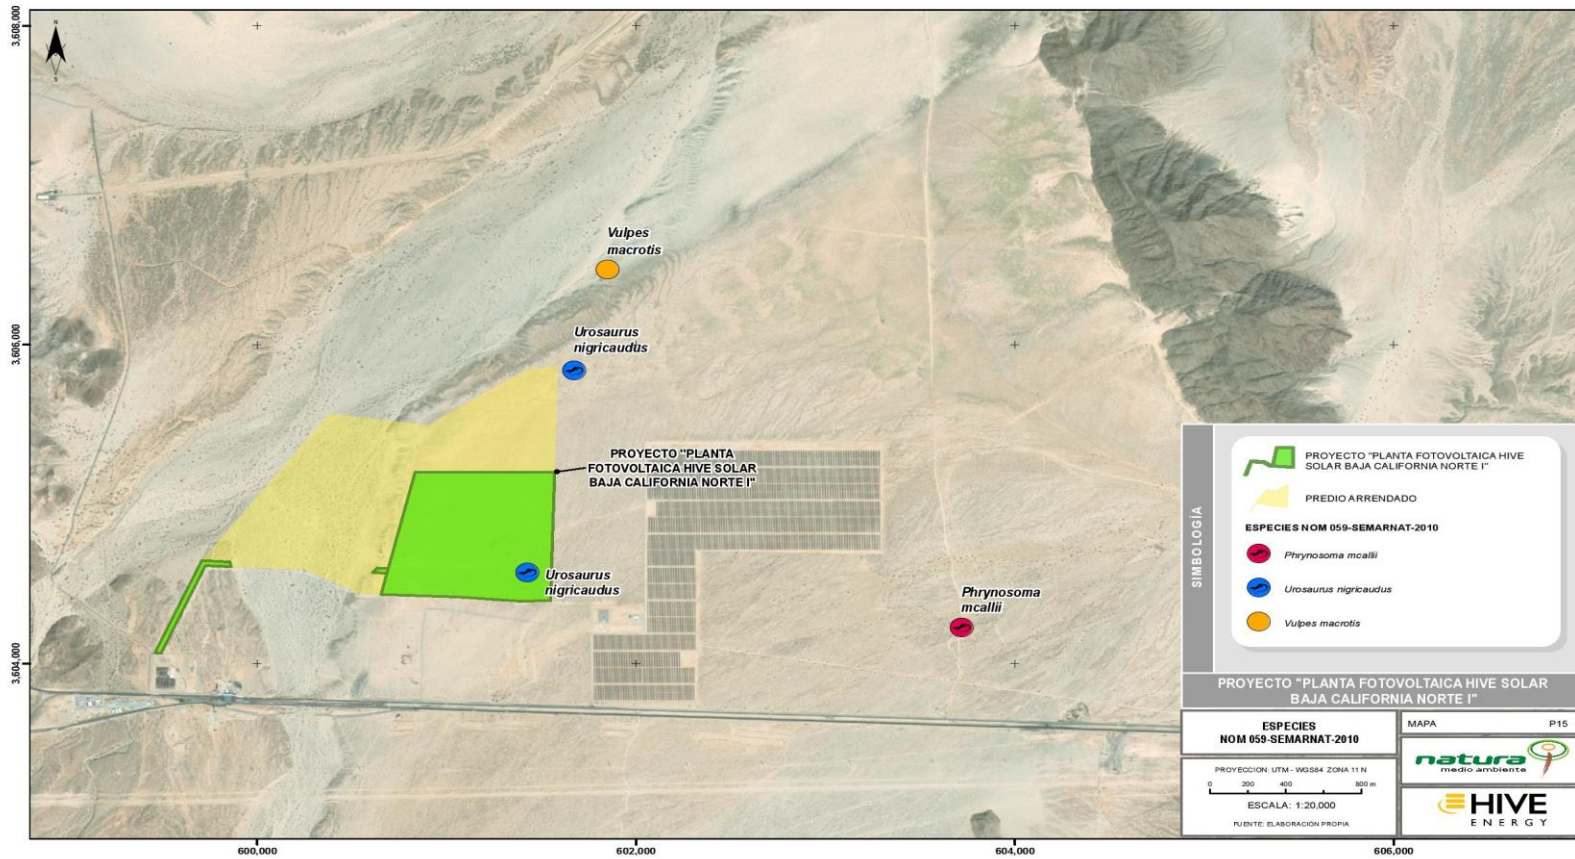 N
S
3,608,000
3,606,000
3,604,000
Vulpes
macrotis
Urosaurus
nigricaudus
PROYECTO "PLANTA
FOTOVOLTAICA HIVE SOLAR
BAJA CALIFORNIA NORTE I"
Urosaurus
nigricaudus
Phrynosoma
mcallii
SIMBOLOGÍA
PROYECTO "PLANTA FOTOVOLTAICA HIVE
SOLAR BAJA CALIFORNIA NORTE I"
PREDIO ARRENDADO
ESPECIES NOM 059-SEMARNAT-2010
Phrynosoma mcallii
Urosaurus nigricaudus
Vulpes macrotis
PROYECTO "PLANTA FOTOVOLTAICA HIVE SOLAR
BAJA CALIFORNIA NORTE I"
ESPECIES
NOM 059-SEMARNAT-2010
MAPA P15
PROYECCION: UTM - WGS84 ZONA 11 N
0 200 400 800 m
ESCALA: 1:20,000
FUENTE: ELABORACIÓN PROPIA
natura
medio ambiente
HIVE
ENERGY
600,000 602,000 604,000 606,000